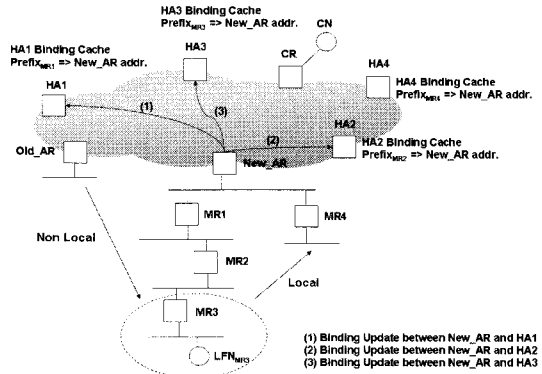 HA3 Binding Cache
Prefix_MR3 => New_AR addr.
CN
HA1 Binding Cache
Prefix_MR1 => New_AR addr.
HA3
CR
HA4
HA1
HA4 Binding Cache
Prefix_MR4 => New_AR addr.
(1)
(3)
HA2
HA2 Binding Cache
Prefix_MR2 => New_AR addr.
(2)
Old_AR
New_AR
MR1
MR4
Non Local
MR2
Local
MR3
LFN_MR3
(1) Binding Update between New_AR and HA1
(2) Binding Update between New_AR and HA2
(3) Binding Update between New_AR and HA3